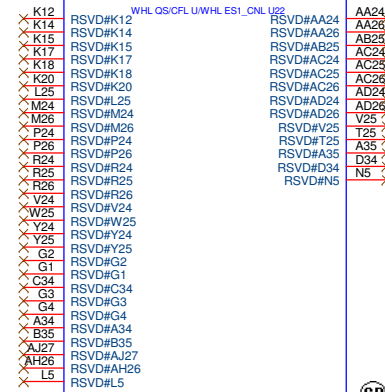 WHL QS/CFL U/WHL ES1_CNL U22
K12 RSVD#K12
K14 RSVD#K14
K15 RSVD#K15
K17 RSVD#K17
K18 RSVD#K18
K20 RSVD#K20
L25 RSVD#L25
M24 RSVD#M24
M26 RSVD#M26
P24 RSVD#P24
P26 RSVD#P26
R24 RSVD#R24
R25 RSVD#R25
R26 RSVD#R26
V24 RSVD#V24
W25 RSVD#W25
Y24 RSVD#Y24
Y25 RSVD#Y25
G2 RSVD#G2
G1 RSVD#G1
C34 RSVD#C34
G3 RSVD#G3
G4 RSVD#G4
A34 RSVD#A34
B35 RSVD#B35
AJ27 RSVD#AJ27
AH26 RSVD#AH26
L5 RSVD#L5
RSVD#AA24 AA24
RSVD#AA26 AA26
RSVD#AB25 AB25
RSVD#AC24 AC24
RSVD#AC25 AC25
RSVD#AC26 AC26
RSVD#AD24 AD24
RSVD#AD26 AD26
RSVD#V25 V25
RSVD#T25 T25
RSVD#A35 A35
RSVD#D34 D34
RSVD#N5 N5